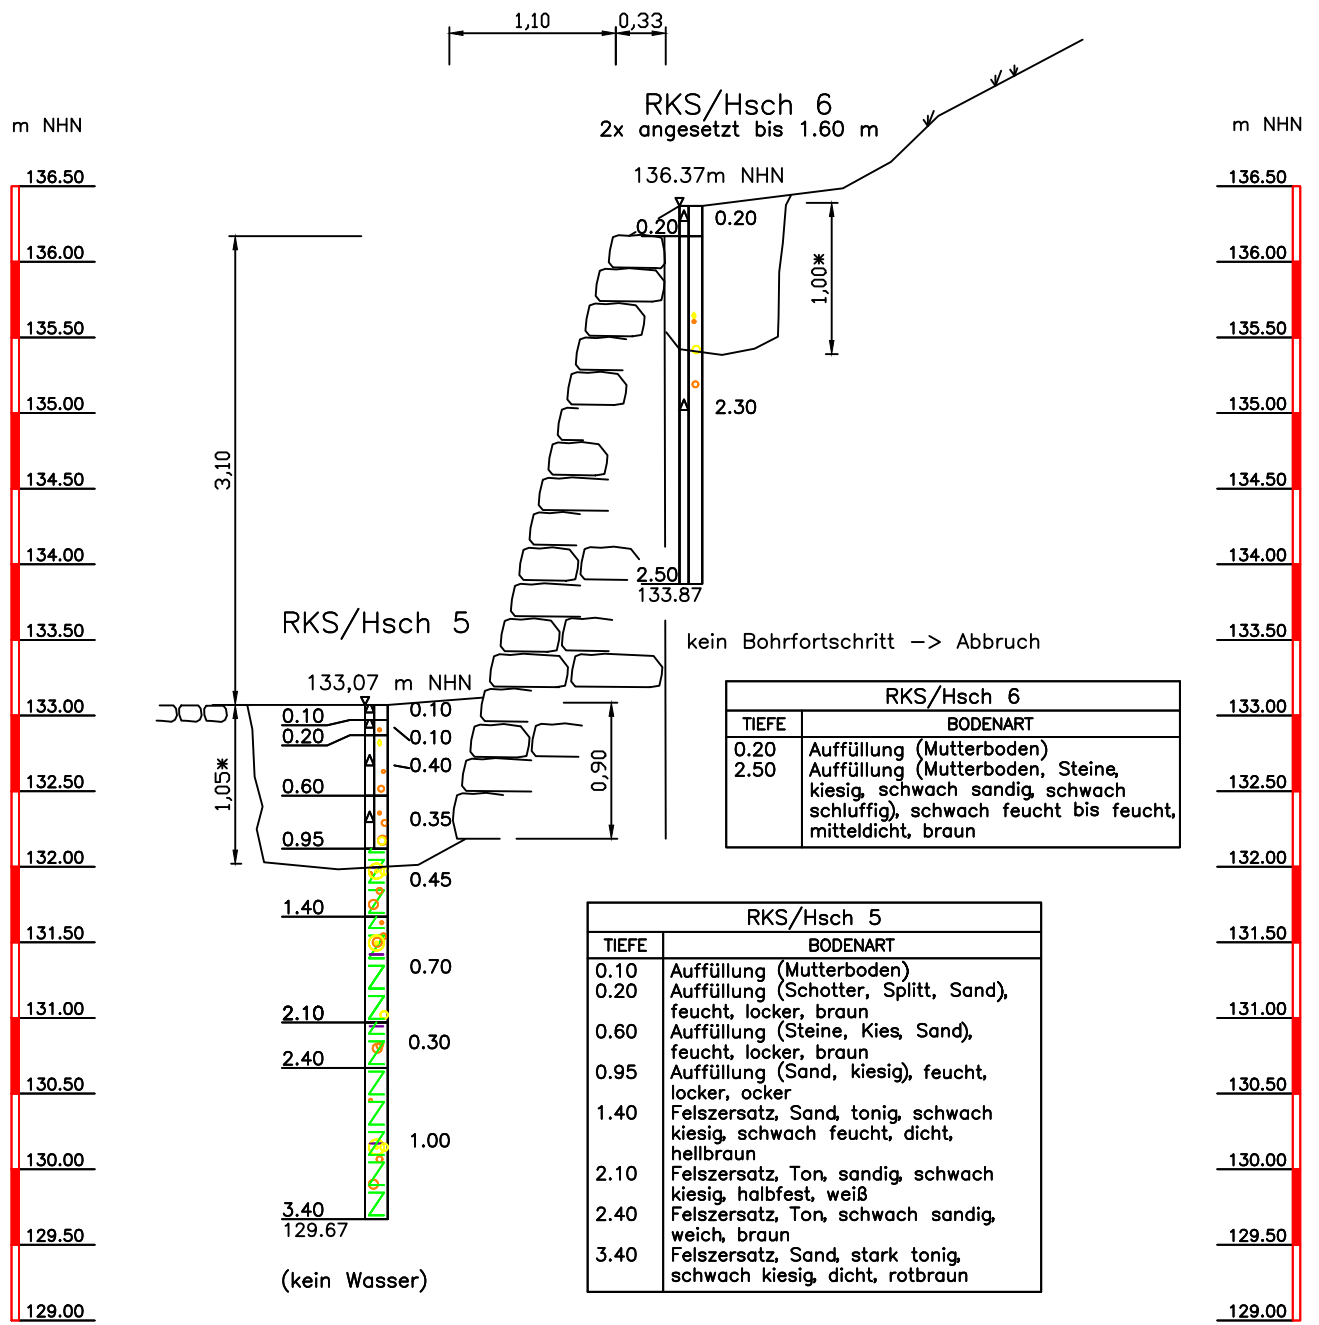 1,10
0,33
RKS/Hsch 6
2x angesetzt bis 1.60 m
m NHN
m NHN
136.37m NHN
136.50
136.00
135.50
135.00
134.50
134.00
133.50
133.00
132.50
132.00
131.50
131.00
130.50
130.00
129.50
129.00
136.50
136.00
135.50
135.00
134.50
134.00
133.50
133.00
132.50
132.00
131.50
131.00
130.50
130.00
129.50
129.00
0.20
0.20
1,00*
2.30
3,10
2.50
133.87
kein Bohrfortschritt -> Abbruch
RKS/Hsch 5
133,07 m NHN
0.10
0.20
0.60
0.95
1.40
2.10
2.40
3.40
129.67
0.10
0.10
0.40
0.35
0.45
0.70
0.30
1.00
1,05*
0,90
(kein Wasser)
RKS/Hsch 6
TIEFE BODENART
0.20 Auffüllung (Mutterboden)
2.50 Auffüllung (Mutterboden, Steine,
kiesig, schwach sandig, schwach
schluffig), schwach feucht bis feucht,
mitteldicht, braun
RKS/Hsch 5
TIEFE BODENART
0.10 Auffüllung (Mutterboden)
0.20 Auffüllung (Schotter, Splitt, Sand),
feucht, locker, braun
0.60 Auffüllung (Steine, Kies, Sand),
feucht, locker, braun
0.95 Auffüllung (Sand, kiesig), feucht,
locker, ocker
1.40 Felszersatz, Sand, tonig, schwach
kiesig, schwach feucht, dicht,
hellbraun
2.10 Felszersatz, Ton, sandig, schwach
kiesig, halbfest, weiß
2.40 Felszersatz, Ton, schwach sandig,
weich, braun
3.40 Felszersatz, Sand, stark tonig,
schwach kiesig, dicht, rotbraun